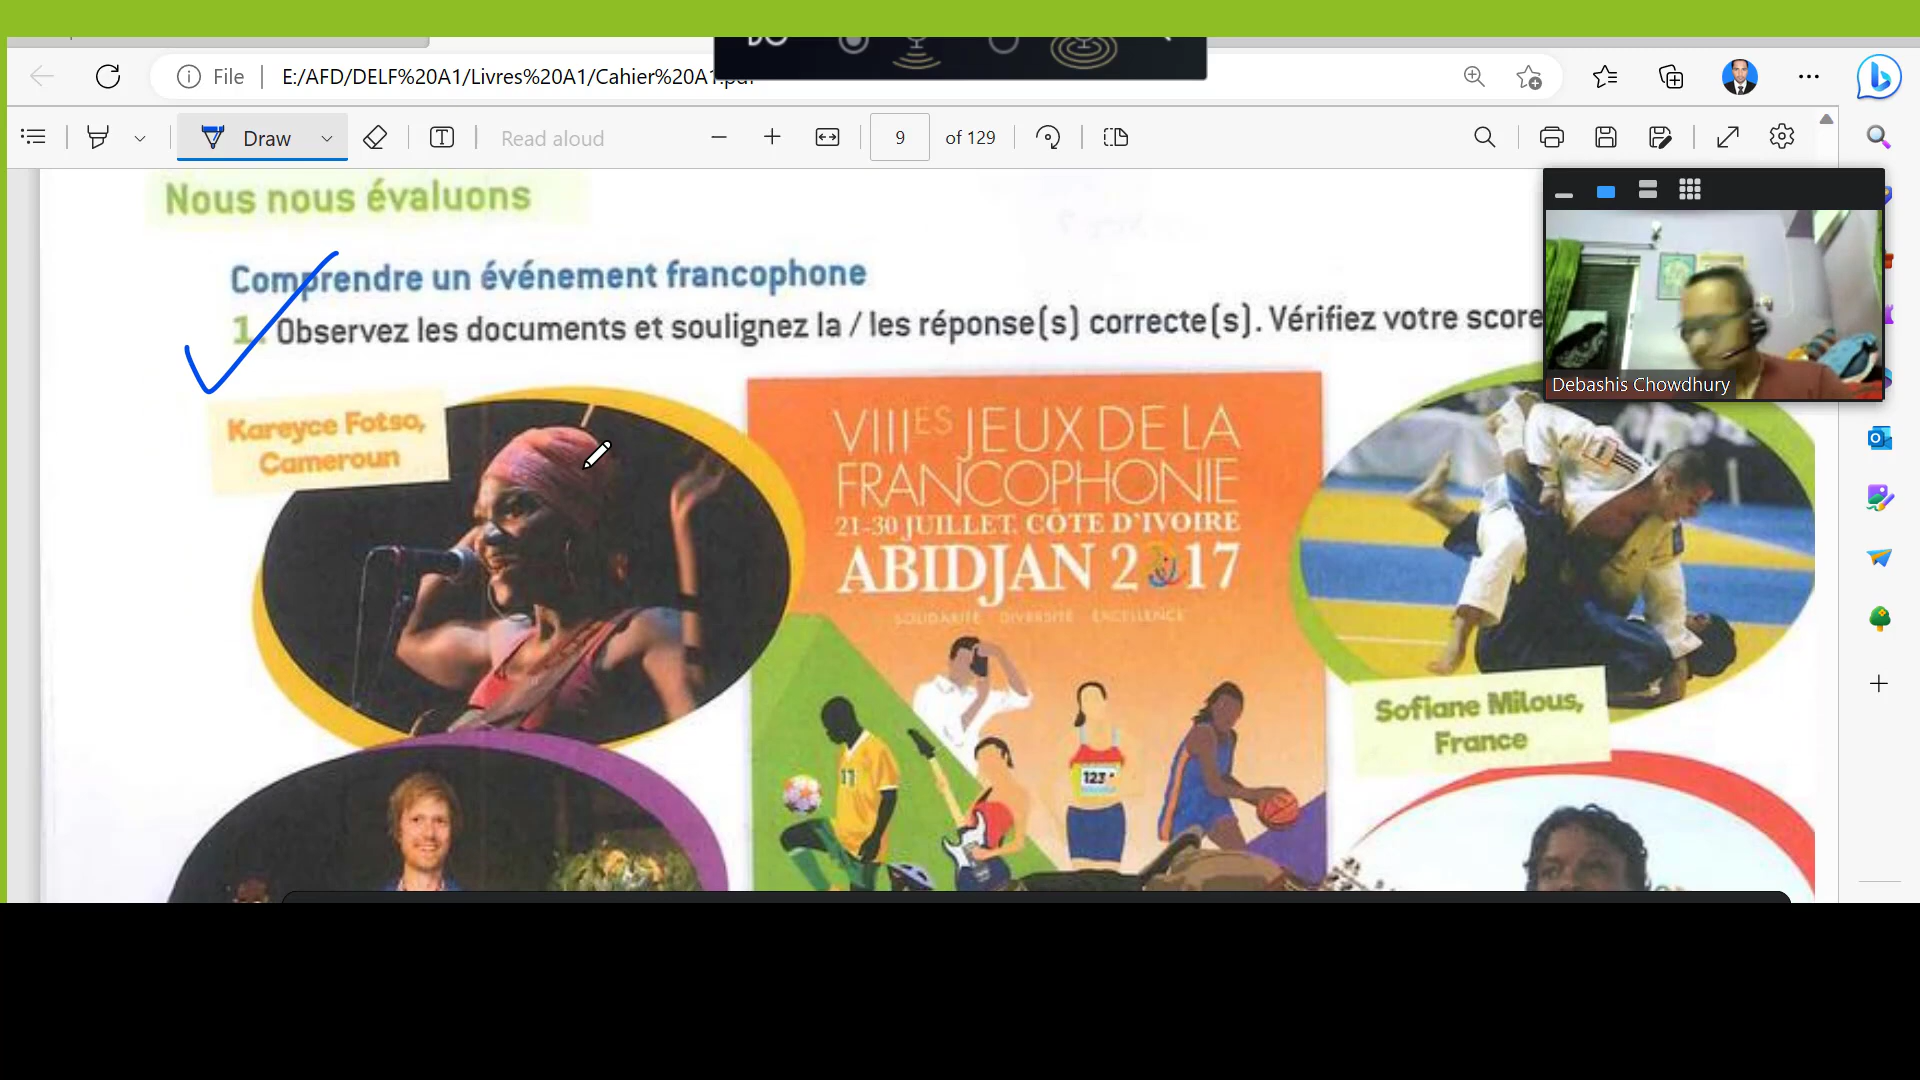 File
E:/AFD/DELF%20A1/Livres%20A1/Cahier%20A1.pdf
Draw
Read aloud
9
of 129
Nous nous évaluons
Comprendre un événement francophone
1. Observez les documents et soulignez la / les réponse(s) correcte(s). Vérifiez votre score
Debashis Chowdhury
Kareyce Fotso,
Cameroun
VIIIES JEUX DE LA
FRANCOPHONIE
21-30 JUILLET. CÔTE D'IVOIRE
ABIDJAN 2017
SOLIDARITÉ DIVERSITÉ EXCELLENCE
11
123
Sofiane Milous,
France